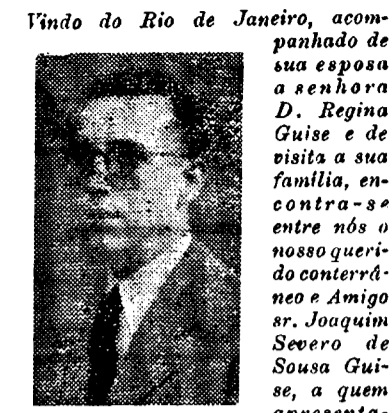 Vindo do Rio de Janeiro, acom-
panhado de
sua esposa
a senhora
D. Regina
Guise e de
visita a sua
família, en-
contra-se
entre nós o
nosso queri-
do conterrâ-
neo e Amigo
sr. Joaquim
Severo de
Sousa Gui-
se, a quem
apresenta-